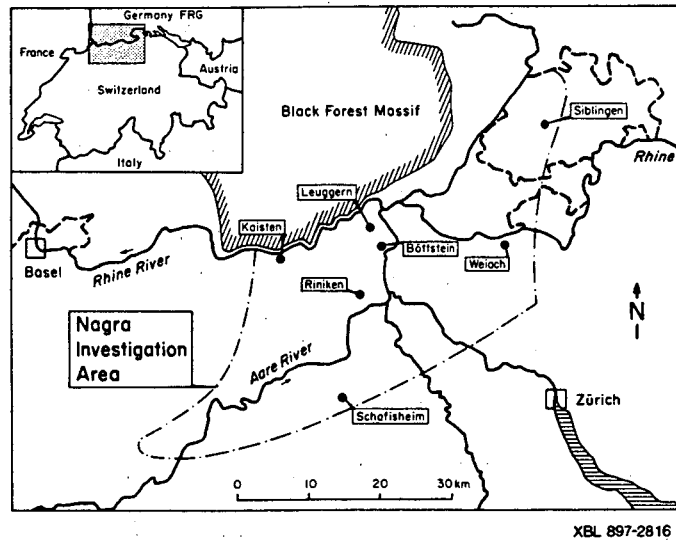 Germany FRG
France
Austria
Switzerland
Italy
Black Forest Massif
Siblingen
Rhine
Leuggern
Kaisten
Böttstein
Weiach
Basel
Rhine River
Riniken
Nagra
Investigation
Area
Aare River
N
Schafisheim
Zürich
0 10 20 30 km
XBL 897-2816